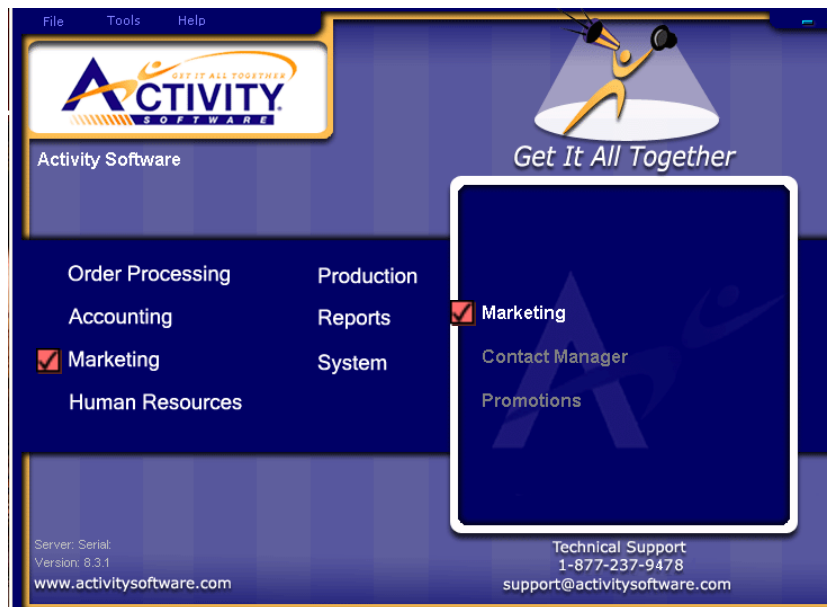 File Tools Help
GET IT ALL TOGETHER
ACTIVITY
SOFTWARE
Activity Software
Get It All Together
Order Processing
Accounting
Marketing
Human Resources
Production
Reports
System
Marketing
Contact Manager
Promotions
Server: Serial:
Version: 8.3.1
www.activitysoftware.com
Technical Support
1-877-237-9478
support@activitysoftware.com